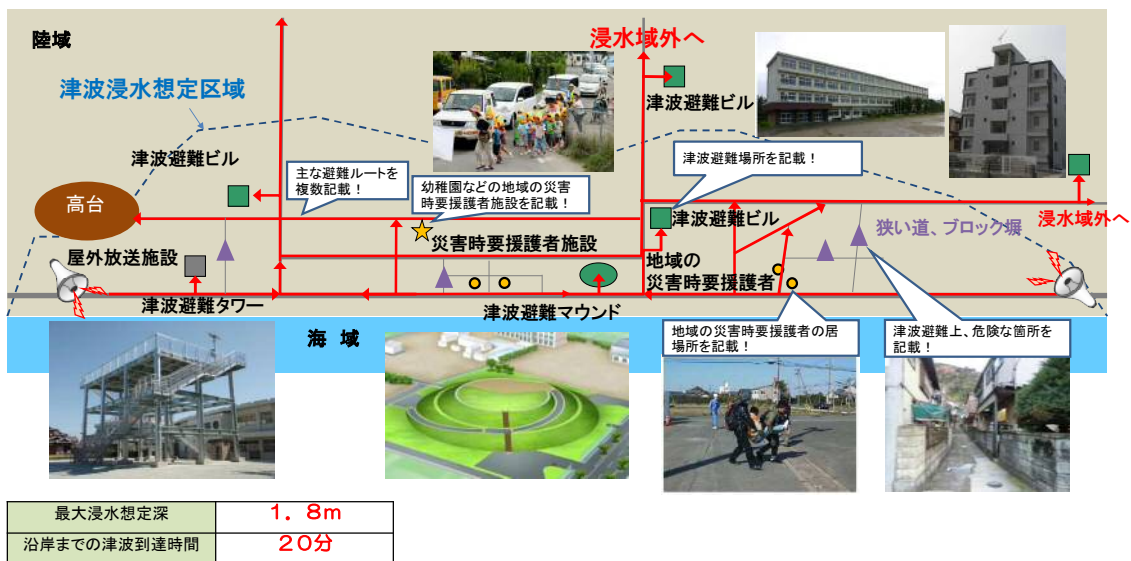 陸域
浸水域外へ
津波浸水想定区域
津波避難ビル
津波避難ビル
津波避難場所を記載！
主な避難ルートを
複数記載！
幼稚園などの地域の災害
時要援護者施設を記載！
高台
津波避難ビル
浸水域外へ
狭い道、ブロック塀
災害時要援護者施設
屋外放送施設
地域の
災害時要援護者
津波避難タワー
津波避難マウンド
海 域
地域の災害時要援護者の居
場所を記載！
津波避難上、危険な箇所を
記載！
最大浸水想定深 1．8m
沿岸までの津波到達時間 20分